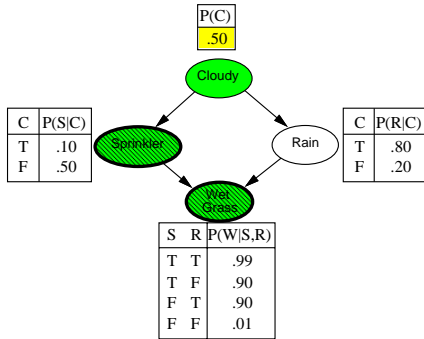 P(C)
.50
Cloudy
C P(S|C)
T .10
F .50
Sprinkler
Rain
C P(R|C)
T .80
F .20
Wet
Grass
S R P(W|S,R)
T T .99
T F .90
F T .90
F F .01